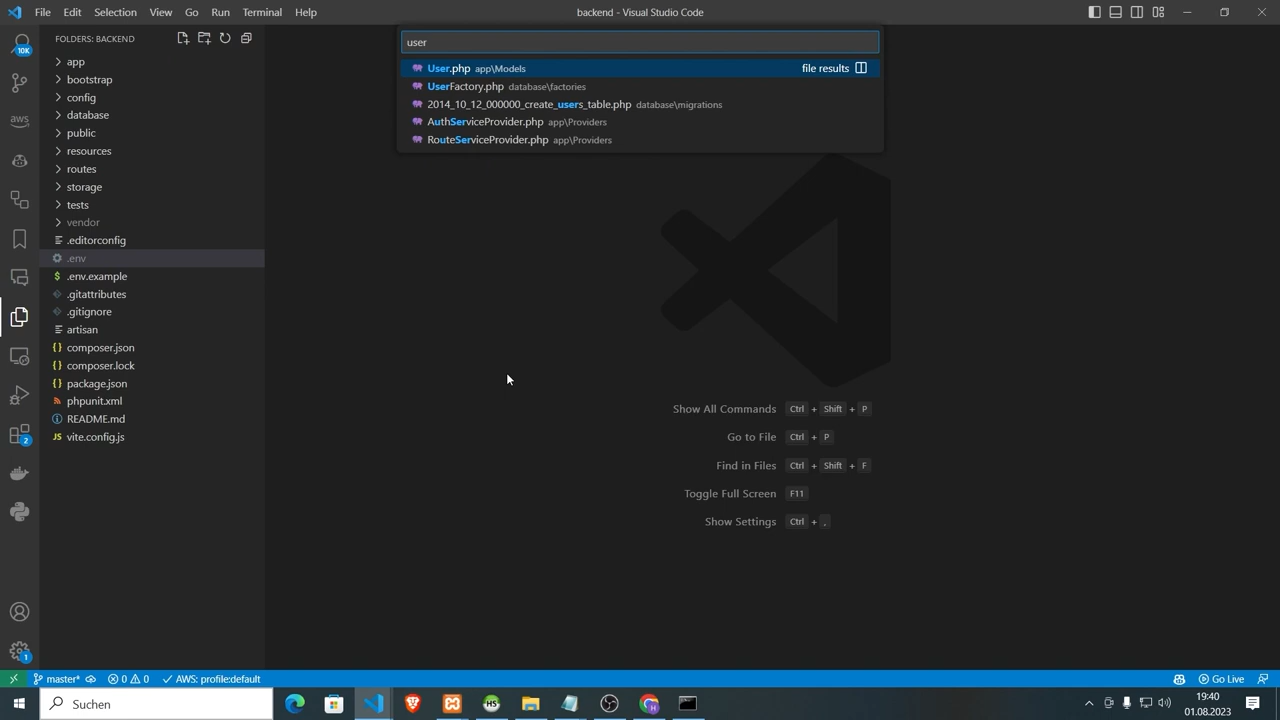 File Edit Selection View Go Run Terminal Help
backend - Visual Studio Code
10K
FOLDERS: BACKEND
app
bootstrap
config
database
public
resources
routes
storage
tests
vendor
.editorconfig
.env
.env.example
.gitattributes
.gitignore
artisan
composer.json
composer.lock
package.json
phpunit.xml
README.md
vite.config.js
aws
2
1
user
User.php app\Models file results
UserFactory.php database\factories
2014_10_12_000000_create_users_table.php database\migrations
AuthServiceProvider.php app\Providers
RouteServiceProvider.php app\Providers
Show All Commands Ctrl + Shift + P
Go to File Ctrl + P
Find in Files Ctrl + Shift + F
Toggle Full Screen F11
Show Settings Ctrl + ,
master* 0 0 AWS: profile:default
Go Live
Suchen
HS
H
19:40
01.08.2023